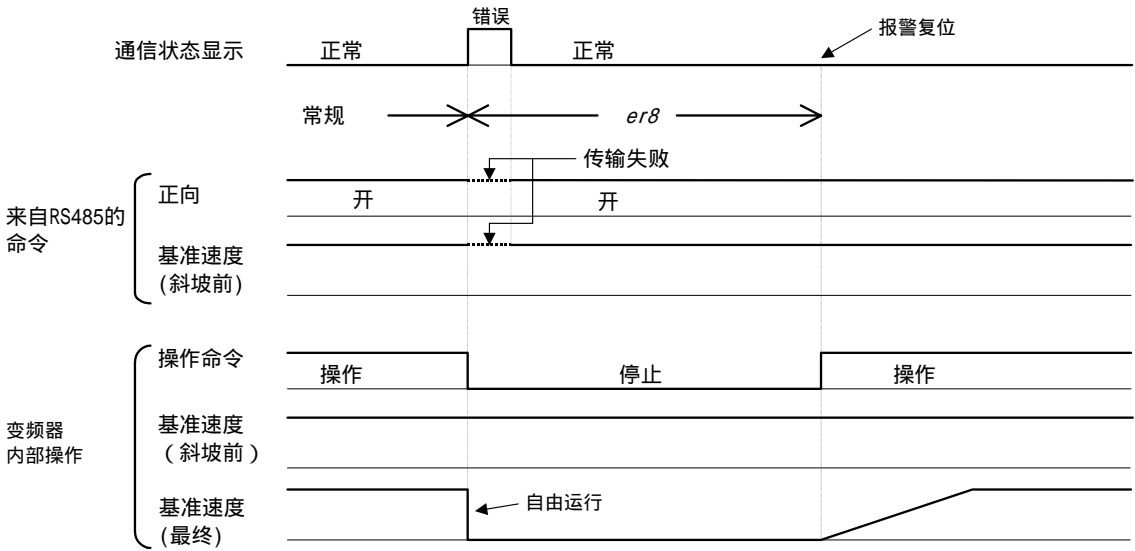 错误
报警复位
通信状态显示
正常
正常
常规
er8
传输失败
来自RS485的
命令
正向
开
开
基准速度
(斜坡前)
变频器
内部操作
操作命令
操作
停止
操作
基准速度
(斜坡前)
基准速度
(最终)
自由运行